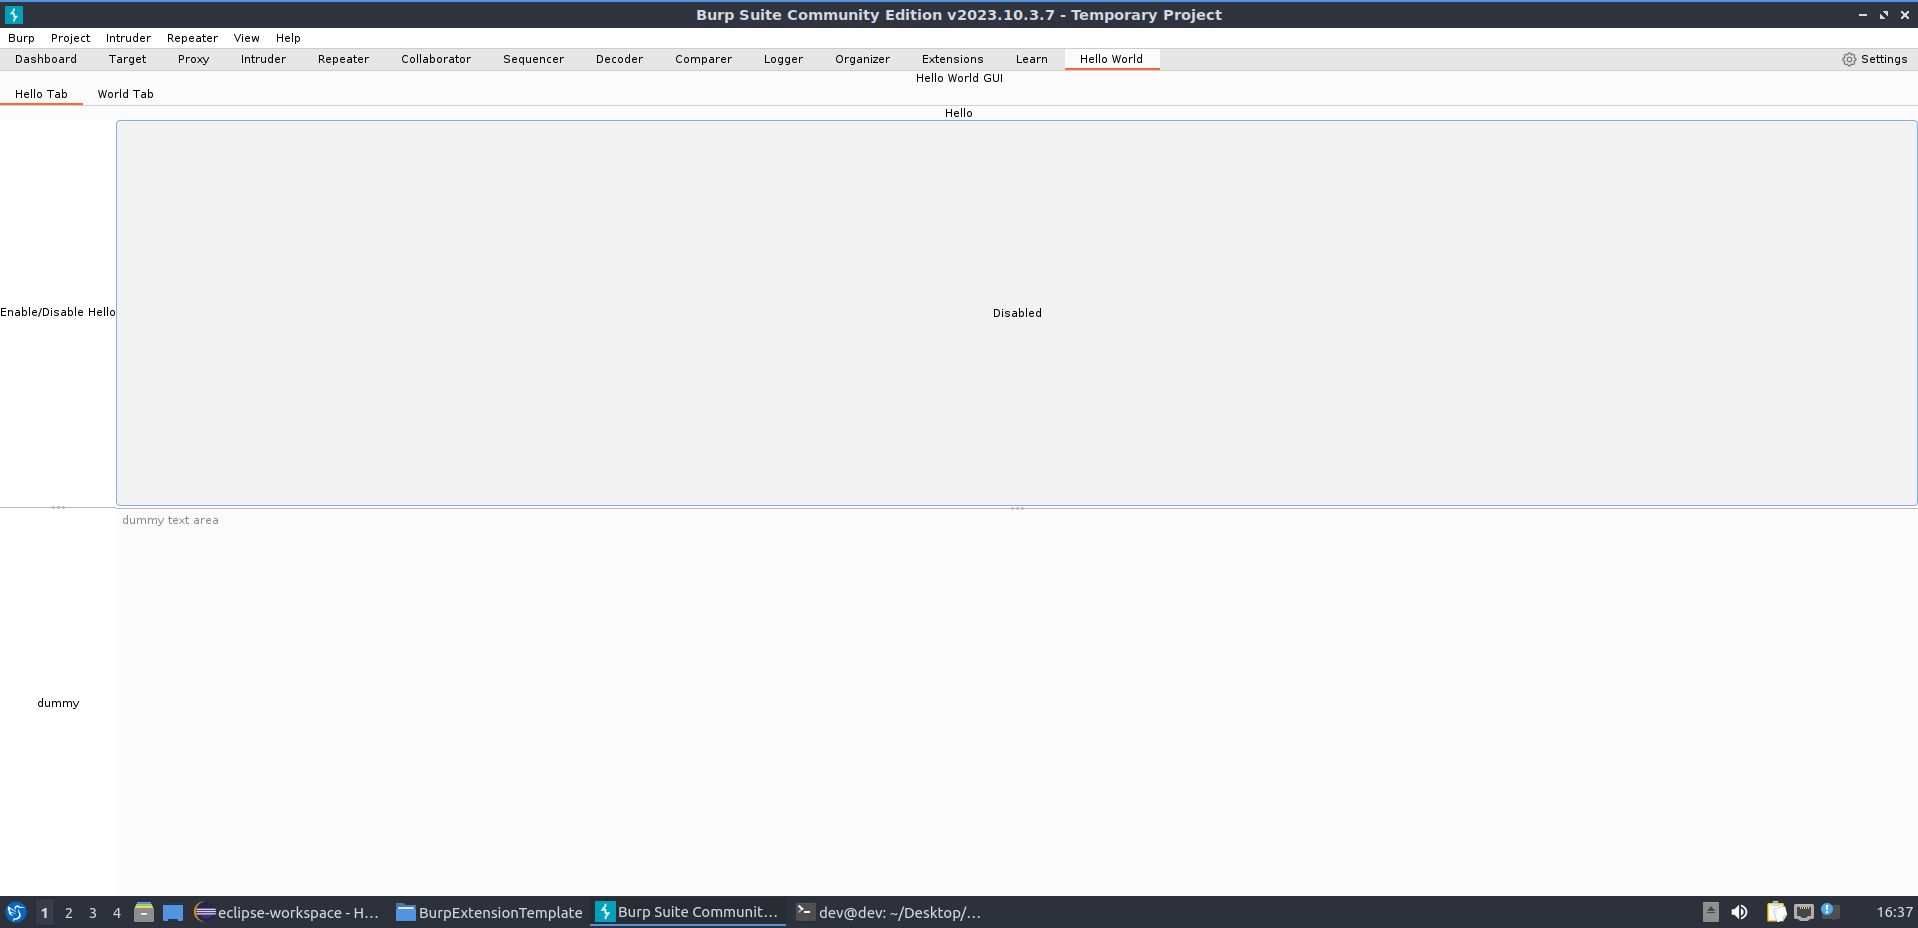 Burp Suite Community Edition v2023.10.3.7 - Temporary Project
Burp Project Intruder Repeater View Help
Dashboard Target Proxy Intruder Repeater Collaborator Sequencer Decoder Comparer Logger Organizer Extensions Learn Hello World Settings
Hello World GUI
Hello Tab World Tab
Hello
Enable/Disable Hello Disabled
dummy text area
dummy
1 2 3 4 eclipse-workspace - H... BurpExtensionTemplate Burp Suite Communit... dev@dev: ~/Desktop/... 16:37